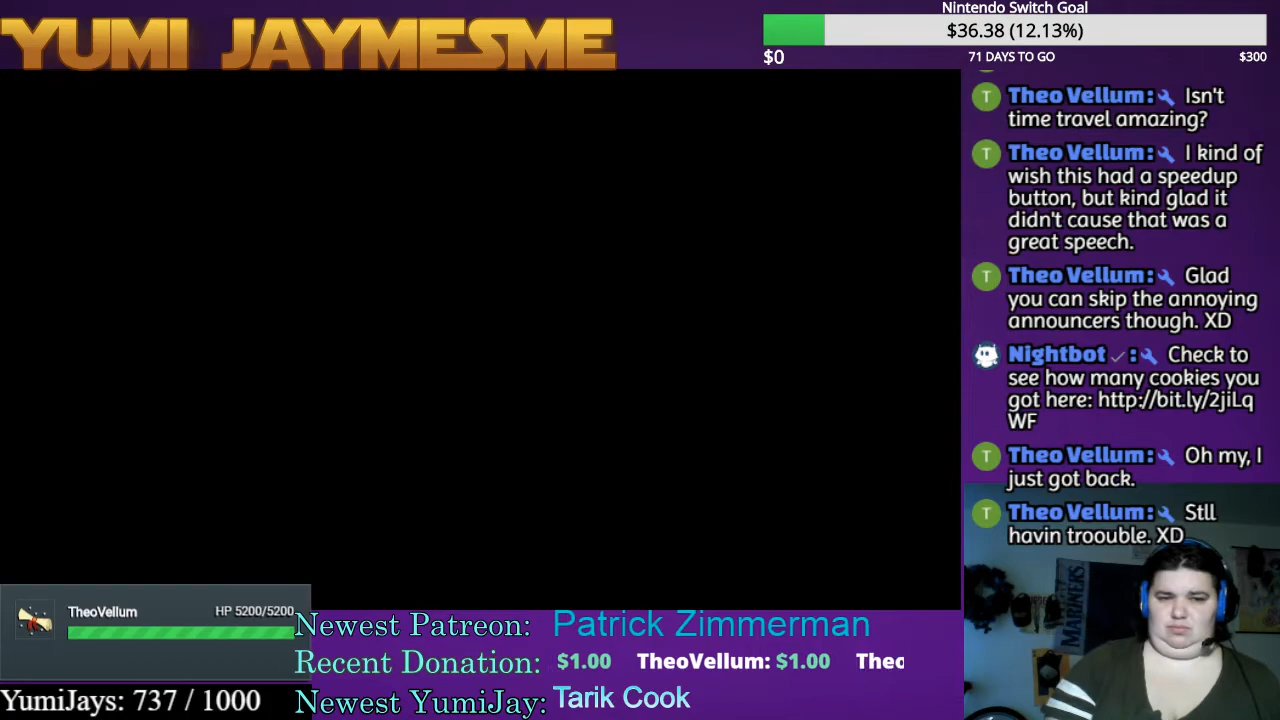 YUMI JAYMESME
Nintendo Switch Goal
$36.38 (12.13%)
$0
71 DAYS TO GO
$300
T
Theo Vellum: Isn't
time travel amazing?
T
Theo Vellum: I kind of
wish this had a speedup
button, but kind glad it
didn't cause that was a
great speech.
T
Theo Vellum: Glad
you can skip the annoying
announcers though. XD
Nightbot : Check to
see how many cookies you
got here: http://bit.ly/2jiLq
WF
T
Theo Vellum: Oh my, I
just got back.
T
Theo Vellum: Stll
havin troouble. XD
MARINERS
TheoVellum
HP 5200/5200
Newest Patreon: Patrick Zimmerman
Recent Donation: $1.00 TheoVellum: $1.00 Theo
YumiJays: 737 / 1000
Newest YumiJay: Tarik Cook